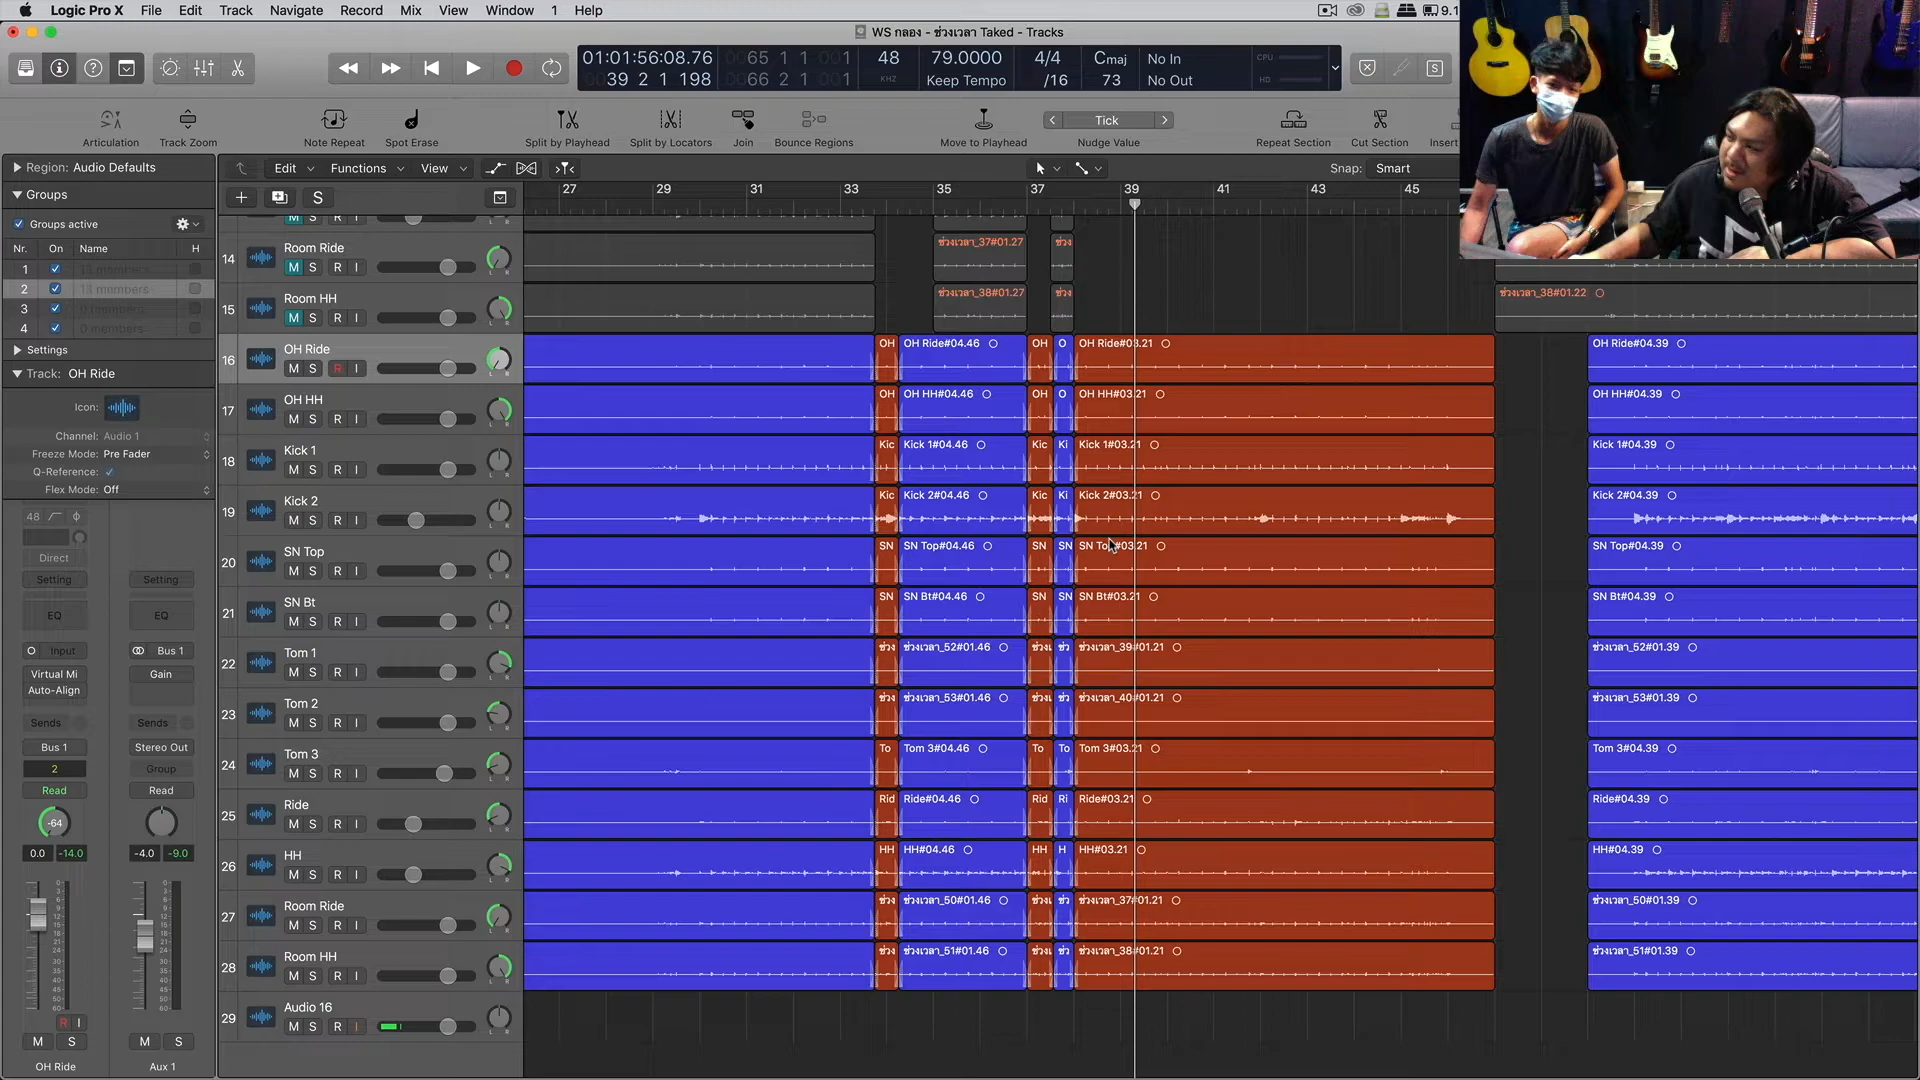 Logic Pro X File Edit Track Navigate Record Mix View Window 1 Help
9.1
WS กลอง - ช่วงเวลา Taked - Tracks
01:01:56:08.76 0065 1 1 001 48 79.0000 4/4 Cmaj No In CPU
0039 2 1 198 0066 2 1 001 KHZ Keep Tempo /16 73 No Out HD
S
Tick
Articulation Track Zoom Note Repeat Spot Erase Split by Playhead Split by Locators Join Bounce Regions Move to Playhead Nudge Value Repeat Section Cut Section
Region: Audio Defaults
Edit Functions View Snap: Smart
Groups
S
27 29 31 33 35 37 39 41 43 45
Groups active
Nr. On Name H
1 13 members
2 13 members
3 0 members
4 0 members
Settings
Track: OH Ride
Icon:
Channel: Audio 1
Freeze Mode: Pre Fader
Q-Reference:
Flex Mode: Off
48
Direct
Setting Setting
EQ EQ
Input Bus 1
Virtual Mi Gain
Auto-Align
Sends Sends
Bus 1 Stereo Out
2 Group
Read Read
-64
0.0 -14.0 -4.0 -9.0
R I
M S M S
OH Ride Aux 1
M S R I
14 Room Ride M S R I ช่วงเวลา_37#01.27 ช่วง
15 Room HH M S R I ช่วงเวลา_38#01.27 ช่วง ช่วงเวลา_38#01.22
16 OH Ride M S R I OH OH Ride#04.46 OH O OH Ride#03.21 OH Ride#04.39
17 OH HH M S R I OH OH HH#04.46 OH O OH HH#03.21 OH HH#04.39
18 Kick 1 M S R I Kic Kick 1#04.46 Kic Ki Kick 1#03.21 Kick 1#04.39
19 Kick 2 M S R I Kic Kick 2#04.46 Kic Ki Kick 2#03.21 Kick 2#04.39
20 SN Top M S R I SN SN Top#04.46 SN SN SN Top#03.21 SN Top#04.39
21 SN Bt M S R I SN SN Bt#04.46 SN SN SN Bt#03.21 SN Bt#04.39
22 Tom 1 M S R I ช่วง ช่วงเวลา_52#01.46 ช่วงเ ช่ว ช่วงเวลา_39#01.21 ช่วงเวลา_52#01.39
23 Tom 2 M S R I ช่วง ช่วงเวลา_53#01.46 ช่วงเ ช่ว ช่วงเวลา_40#01.21 ช่วงเวลา_53#01.39
24 Tom 3 M S R I To Tom 3#04.46 To To Tom 3#03.21 Tom 3#04.39
25 Ride M S R I Rid Ride#04.46 Rid Ri Ride#03.21 Ride#04.39
26 HH M S R I HH HH#04.46 HH H HH#03.21 HH#04.39
27 Room Ride M S R I ช่วง ช่วงเวลา_50#01.46 ช่วงเ ช่ว ช่วงเวลา_37#01.21 ช่วงเวลา_50#01.39
28 Room HH M S R I ช่วง ช่วงเวลา_51#01.46 ช่วงเ ช่ว ช่วงเวลา_38#01.21 ช่วงเวลา_51#01.39
29 Audio 16 M S R I